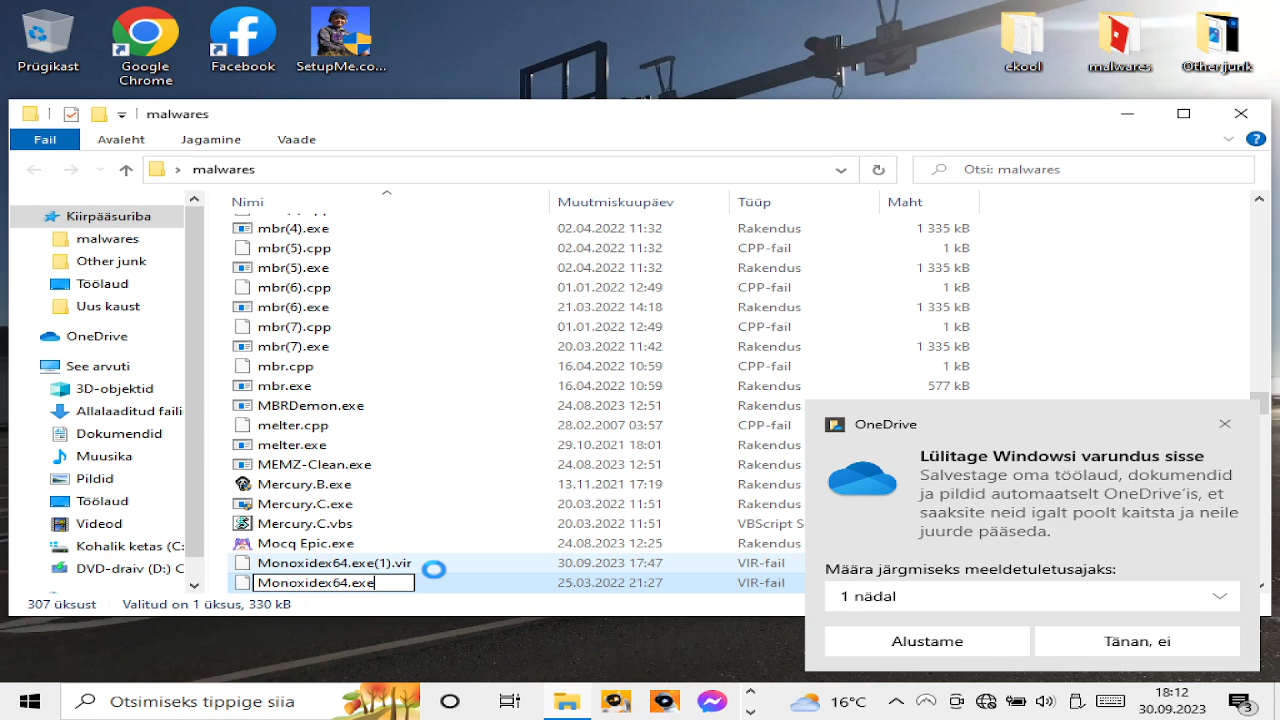 Prügikast
Google
Chrome
Facebook
SetupMe.co...
ekool
malwares
Other junk
malwares
Fail
Avaleht
Jagamine
Vaade
malwares
Otsi: malwares
Kiirpääsuriba
malwares
Other junk
Töölaud
Uus kaust
OneDrive
See arvuti
3D-objektid
Allalaaditud faili
Dokumendid
Muusika
Pildid
Töölaud
Videod
Kohalik ketas (C:
DVD-draiv (D:) C
Nimi Muutmiskuupäev Tüüp Maht
mbr(4).exe 02.04.2022 11:32 Rakendus 1 335 kB
mbr(5).cpp 02.04.2022 11:32 CPP-fail 1 kB
mbr(5).exe 02.04.2022 11:32 Rakendus 1 335 kB
mbr(6).cpp 01.01.2022 12:49 CPP-fail 1 kB
mbr(6).exe 21.03.2022 14:18 Rakendus 1 335 kB
mbr(7).cpp 01.01.2022 12:49 CPP-fail 1 kB
mbr(7).exe 20.03.2022 11:42 Rakendus 1 335 kB
mbr.cpp 16.04.2022 10:59 CPP-fail 1 kB
mbr.exe 16.04.2022 10:59 Rakendus 577 kB
MBRDemon.exe 24.08.2023 12:51 Rakendus
melter.cpp 28.02.2007 03:57 CPP-fail
melter.exe 29.10.2021 18:01 Rakendus
MEMZ-Clean.exe 24.08.2023 12:51 Rakendus
Mercury.B.exe 13.11.2021 17:19 Rakendus
Mercury.C.exe 20.03.2022 11:51 Rakendus
Mercury.C.vbs 20.03.2022 11:51 VBScript S
Mocq Epic.exe 24.08.2023 12:25 Rakendus
Monoxidex64.exe(1).vir 30.09.2023 17:47 VIR-fail
Monoxidex64.exe 25.03.2022 21:27 VIR-fail
307 üksust Valitud on 1 üksus, 330 kB
OneDrive
Lülitage Windowsi varundus sisse
Salvestage oma töölaud, dokumendid
ja pildid automaatselt OneDrive'is, et
saaksite neid igalt poolt kaitsta ja neile
juurde pääseda.
Määra järgmiseks meeldetuletusajaks:
1 nädal
Alustame
Tänan, ei
Otsimiseks tippige siia
16°C
18:12
30.09.2023
3